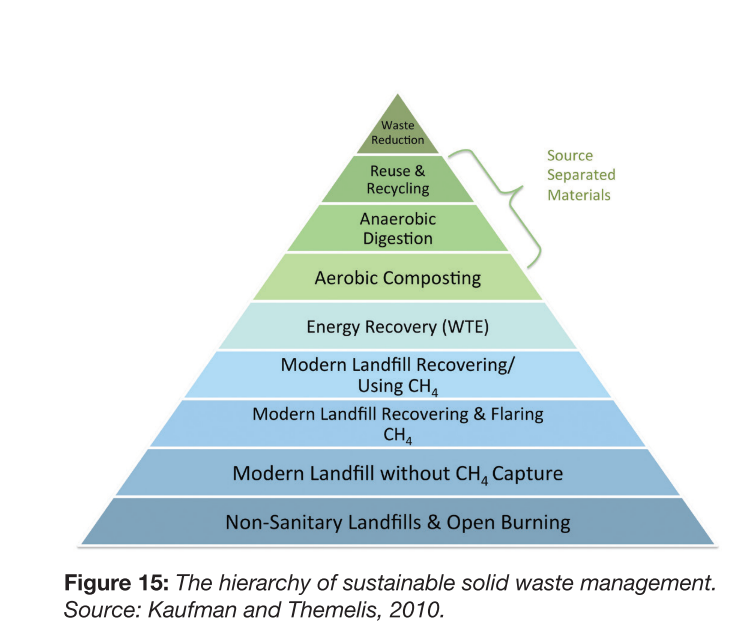 Waste
Reduction
Reuse &
Recycling
Source
Separated
Materials
Anaerobic
Digestion
Aerobic Composting
Energy Recovery (WTE)
Modern Landfill Recovering/
Using CH₄
Modern Landfill Recovering & Flaring
CH₄
Modern Landfill without CH₄ Capture
Non-Sanitary Landfills & Open Burning
Figure 15: The hierarchy of sustainable solid waste management.
Source: Kaufman and Themelis, 2010.